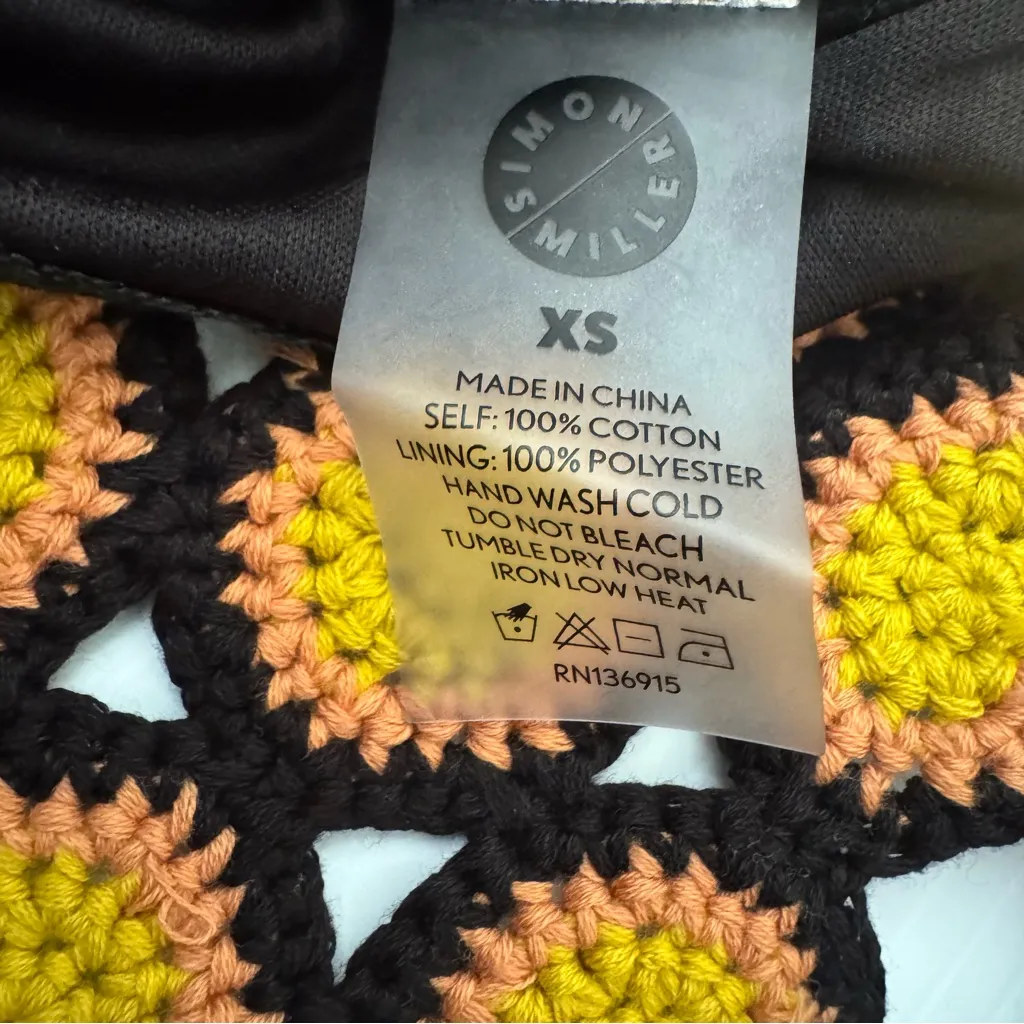 SIMON
MILLER
XS
MADE IN CHINA
SELF: 100% COTTON
LINING: 100% POLYESTER
HAND WASH COLD
DO NOT BLEACH
TUMBLE DRY NORMAL
IRON LOW HEAT
RN136915